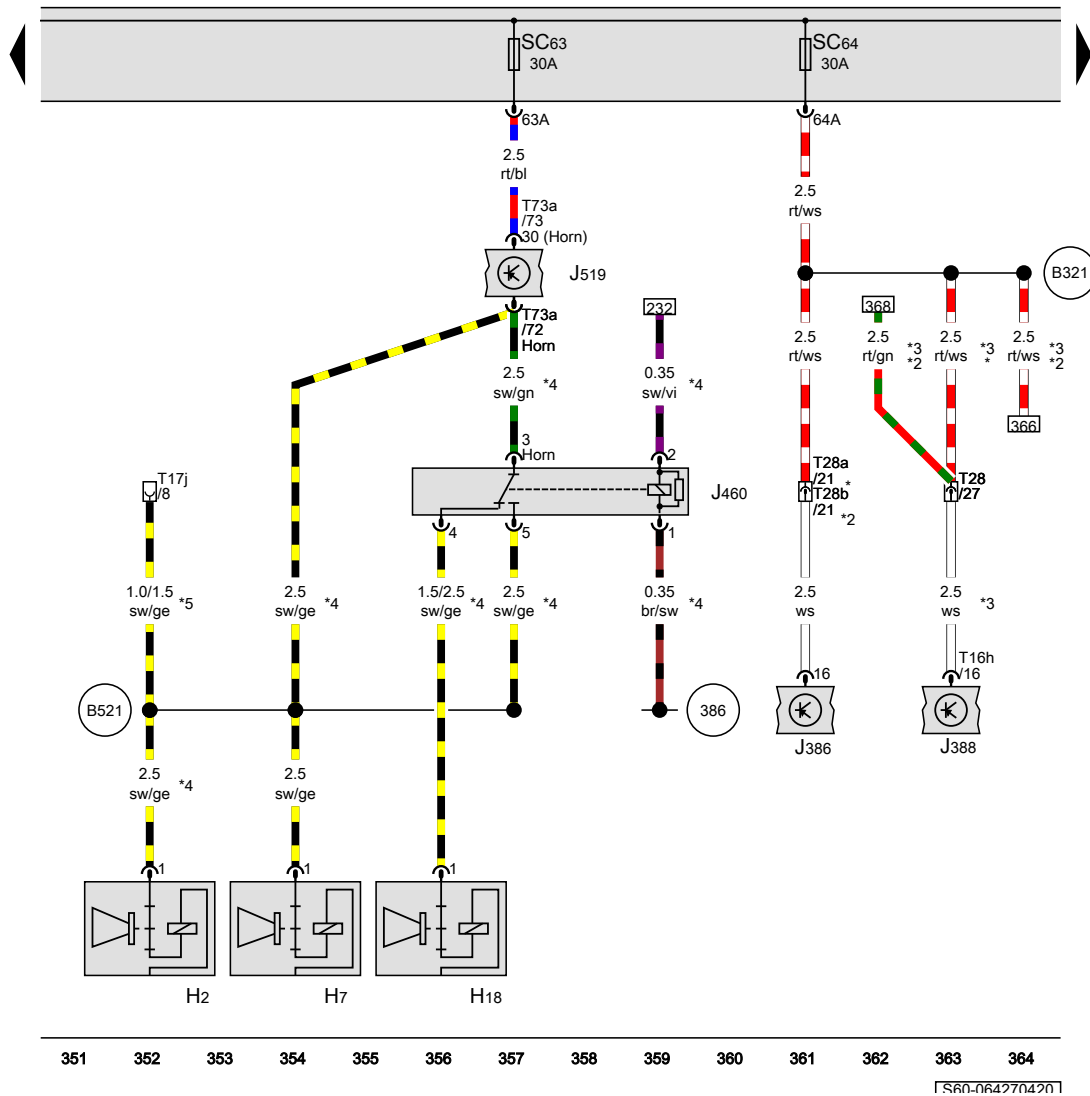 SC63
30A
SC64
30A
63A
64A
2.5
rt/bl
2.5
rt/ws
T73a
/73
30 (Horn)
J519
B321
T73a
/72
Horn
232
368
2.5
sw/gn *4
0.35
sw/vi *4
2.5
rt/ws
2.5 *3
rt/gn *2
2.5 *3
rt/ws *
2.5 *3
rt/ws *2
366
3
Horn
2
J460
T17j
/8
T28a
/21 *
T28b
/21 *2
T28
/27
4
5
1
1.0/1.5
sw/ge *5
2.5
sw/ge *4
1.5/2.5
sw/ge *4
2.5
sw/ge *4
0.35
br/sw *4
2.5
ws
2.5
ws *3
16
T16h
/16
B521
386
J386
J388
2.5
sw/ge *4
2.5
sw/ge
1
1
1
H2
H7
H18
351 352 353 354 355 356 357 358 359 360 361 362 363 364
S60-064270420